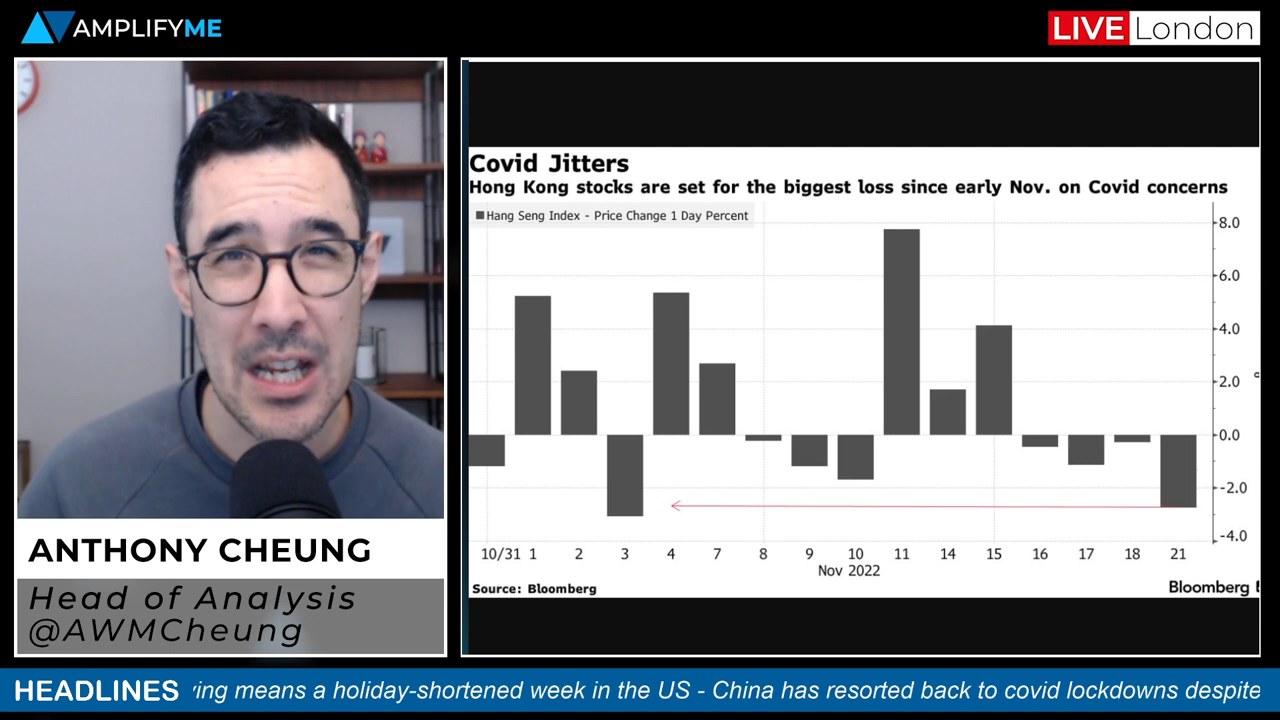 AMPLIFYME
LIVE London
Covid Jitters
Hong Kong stocks are set for the biggest loss since early Nov. on Covid concerns
Hang Seng Index - Price Change 1 Day Percent
8.0
6.0
4.0
2.0
0.0
-2.0
-4.0
10/31 1 2 3 4 7 8 9 10 11 14 15 16 17 18 21
Nov 2022
Source: Bloomberg
Bloomberg
ANTHONY CHEUNG
Head of Analysis
@AWMCheung
HEADLINES ing means a holiday-shortened week in the US - China has resorted back to covid lockdowns despite